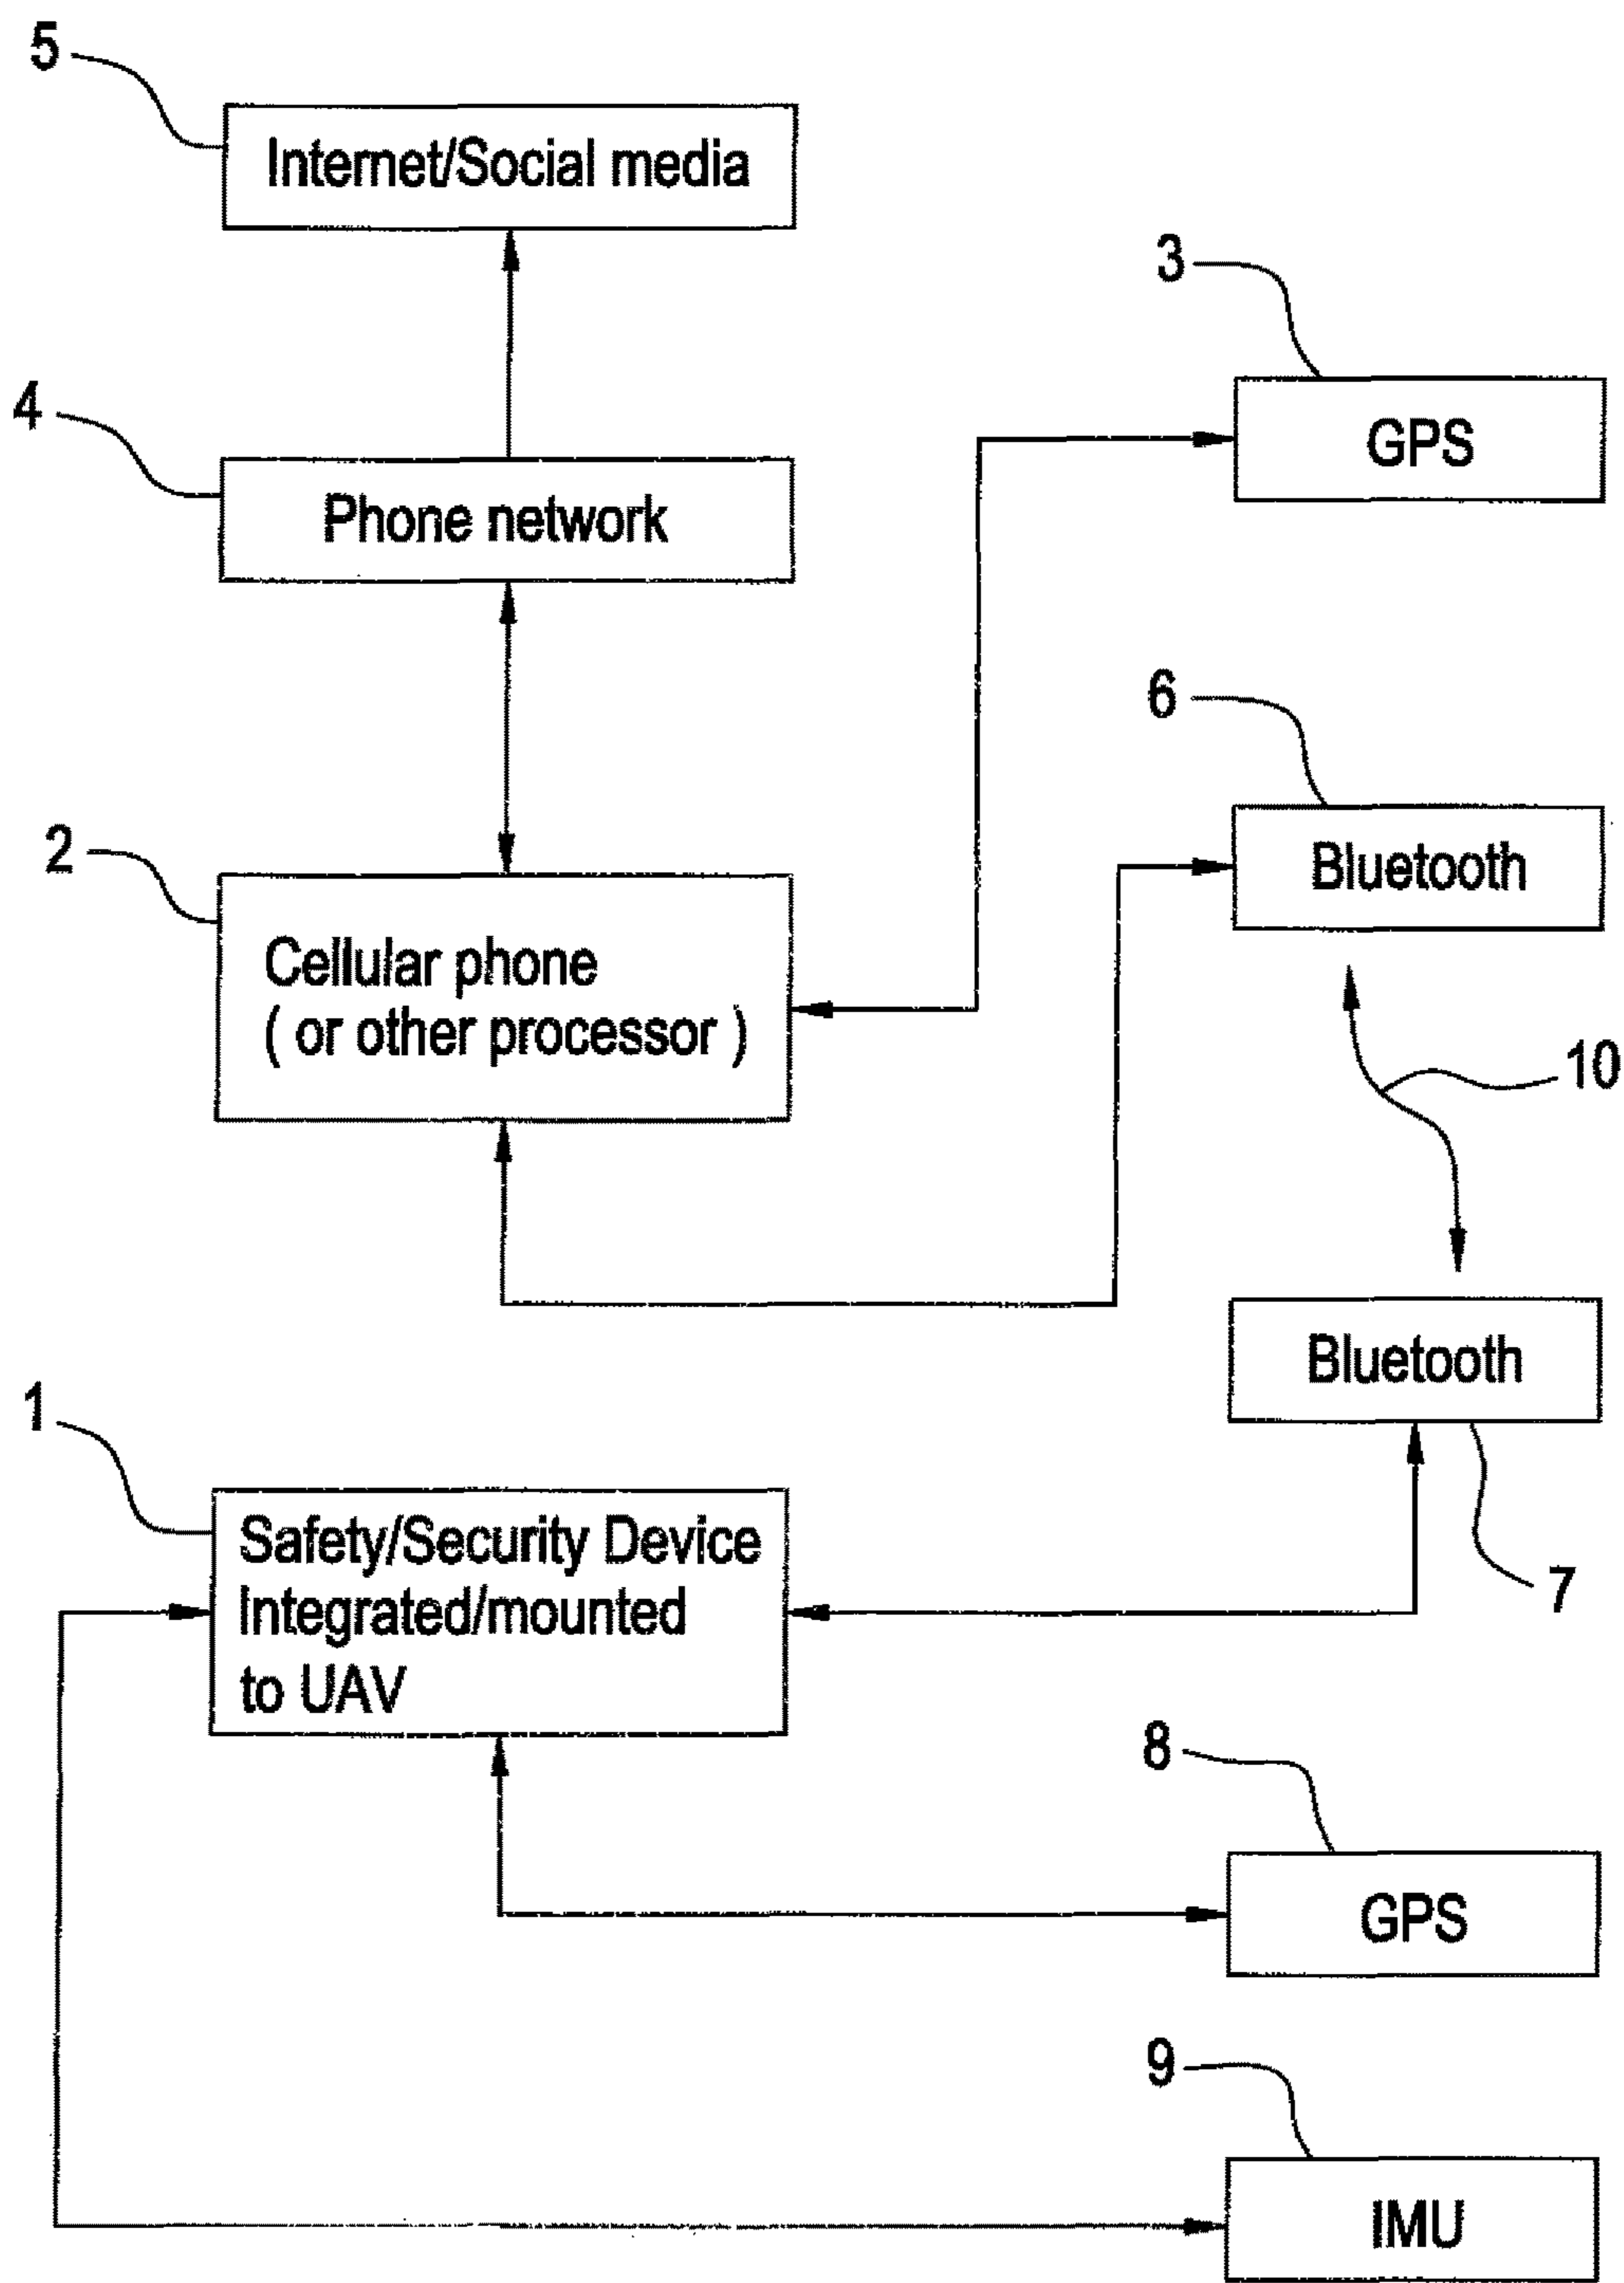 5
Internet/Social media
3
GPS
4
Phone network
6
Bluetooth
2
Cellular phone
( or other processor )
10
Bluetooth
7
1
Safety/Security Device
Integrated/mounted
to UAV
8
GPS
9
IMU